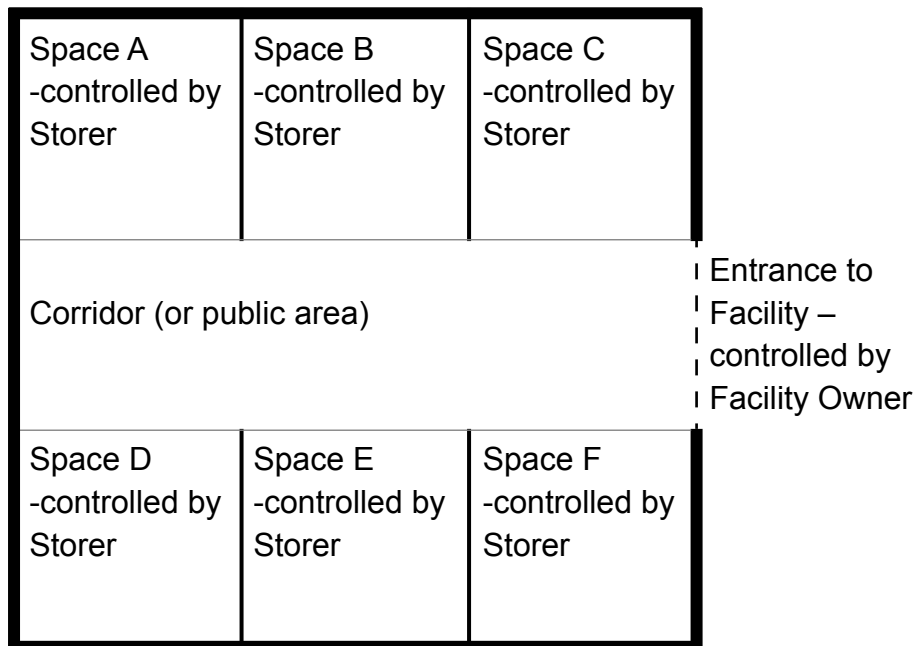 Space A
-controlled by
Storer
Space B
-controlled by
Storer
Space C
-controlled by
Storer
Corridor (or public area)
Entrance to
Facility –
controlled by
Facility Owner
Space D
-controlled by
Storer
Space E
-controlled by
Storer
Space F
-controlled by
Storer